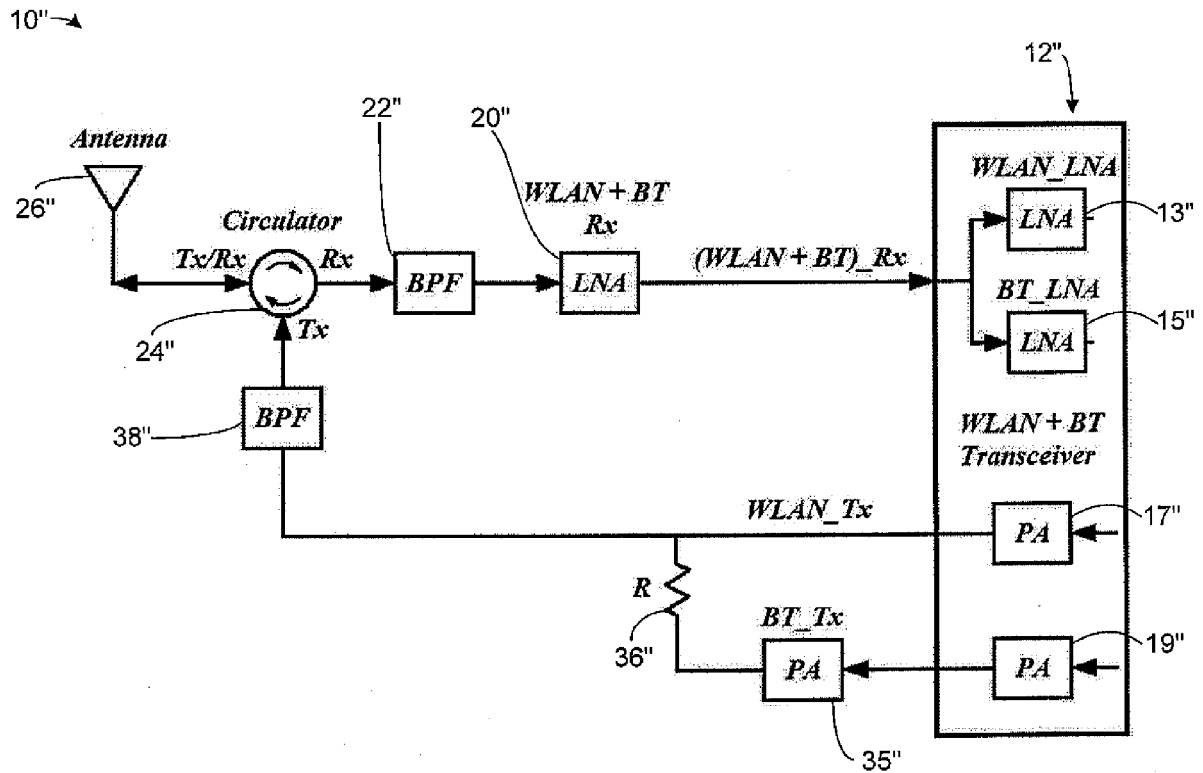 10"
12"
22"
20"
Antenna
WLAN_LNA
26"
WLAN + BT
Rx
LNA
13"
Circulator
Tx/Rx
Rx
BPF
LNA
(WLAN + BT)_Rx
BT_LNA
24"
Tx
LNA
15"
BPF
38"
WLAN + BT
Transceiver
WLAN_Tx
PA
17"
R
36"
BT_Tx
PA
PA
19"
35"